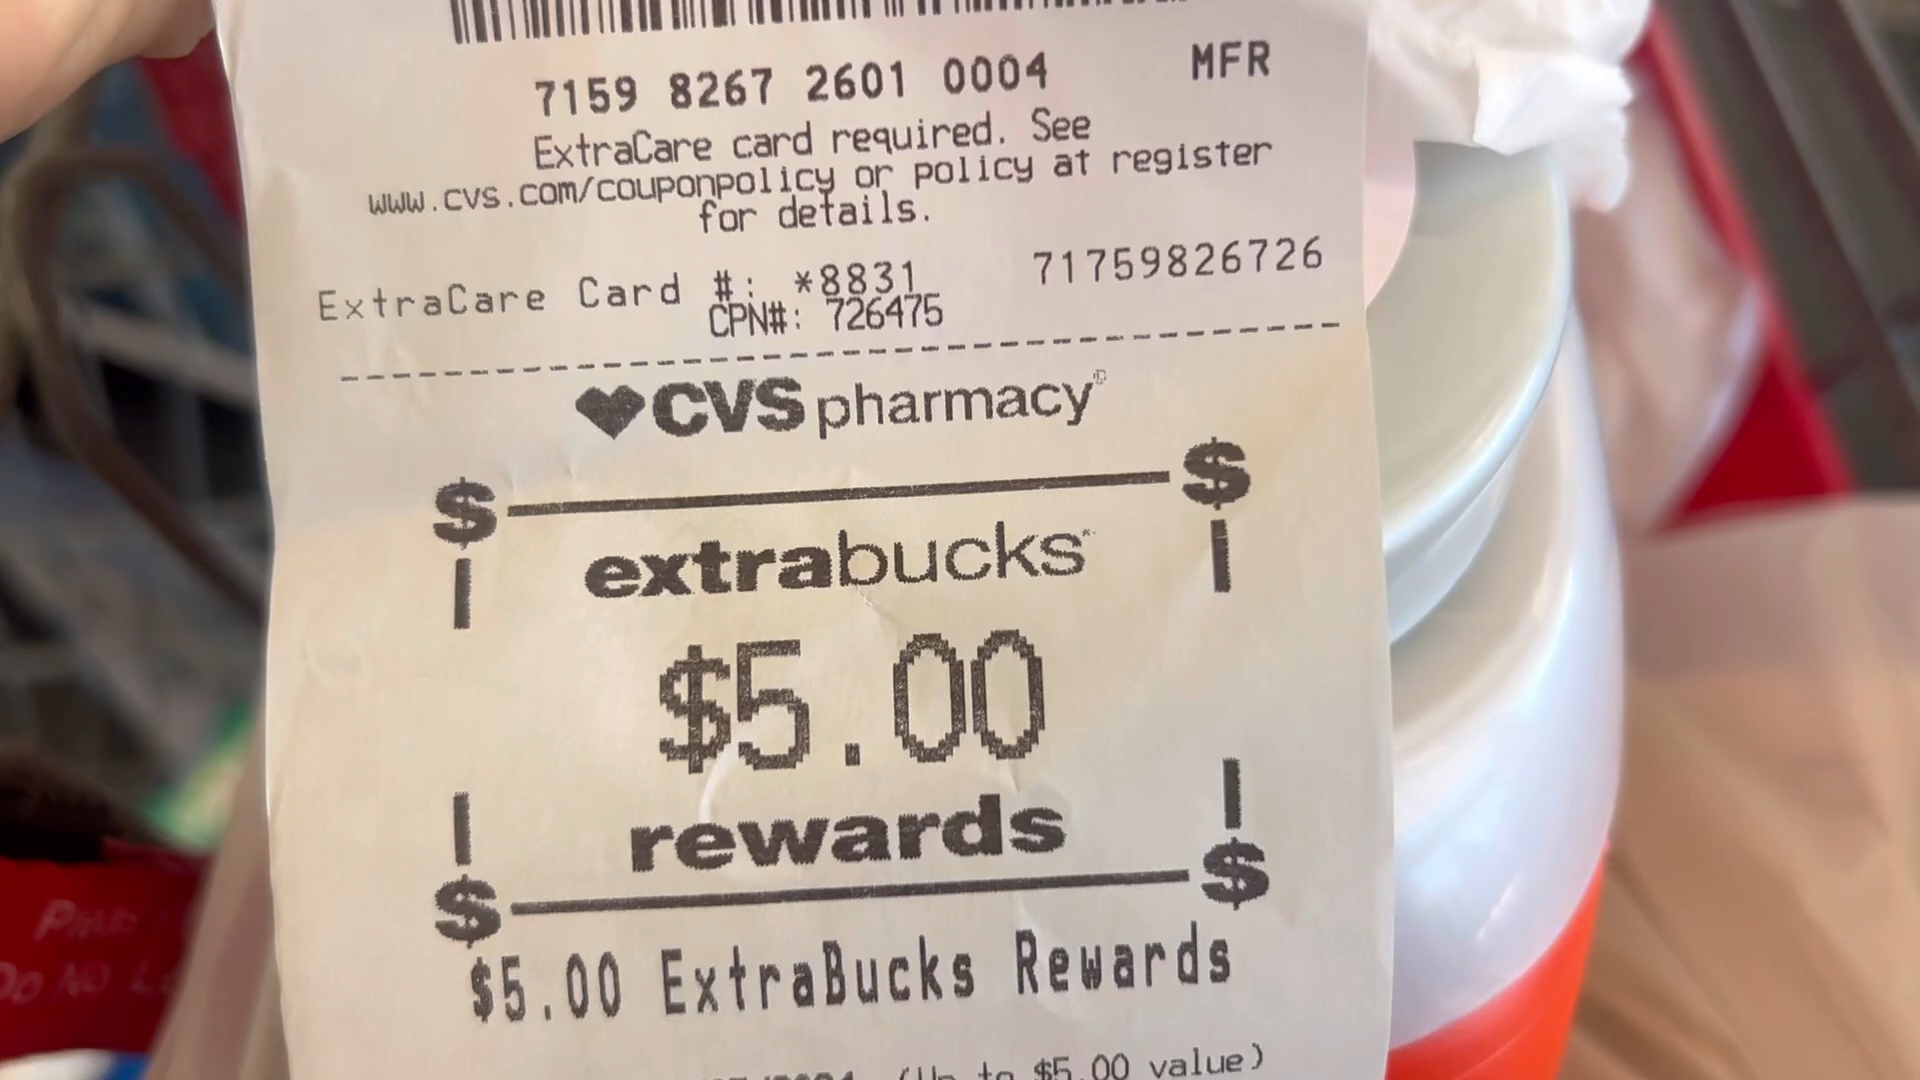 7159 8267 2601 0004 MFR
ExtraCare card required. See
www.cvs.com/couponpolicy or policy at register
for details.
ExtraCare Card #: *8831 71759826726
CPN#: 726475
CVS pharmacy®
$ $
extrabucks
$5.00
rewards
$ $
$5.00 ExtraBucks Rewards
(Up to $5.00 value)